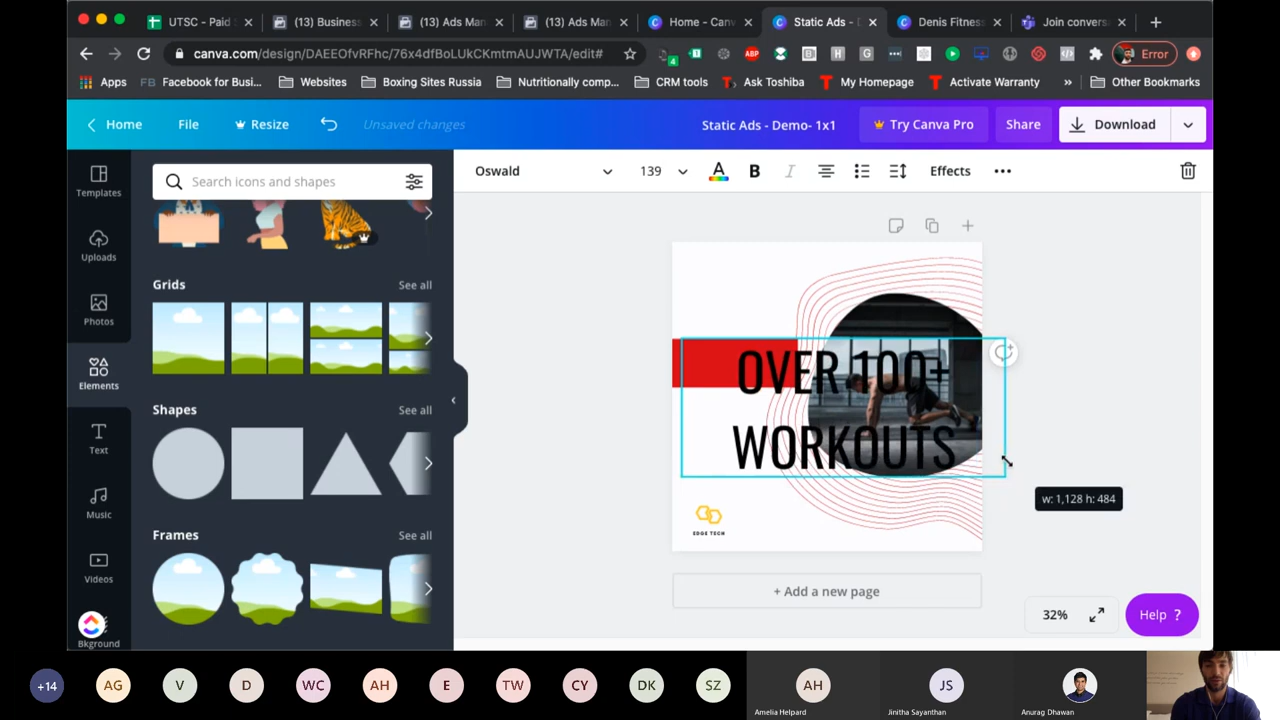 UTSC - Paid S
(13) Business
(13) Ads Man
(13) Ads Man
Home - Canv
Static Ads - D
Denis Fitness
Join convers
canva.com/design/DAEEOfvRFhc/76x4dfBoLUkCKmtmAUJWTA/edit#
4
ABP
H
G
Error
Apps
FB Facebook for Busi...
Websites
Boxing Sites Russia
Nutritionally comp...
CRM tools
Ask Toshiba
My Homepage
Activate Warranty
»
Other Bookmarks
Home
File
Resize
Unsaved changes
Static Ads - Demo- 1x1
Try Canva Pro
Share
Download
Templates
Uploads
Photos
Elements
Text
Music
Videos
Bkground
Search icons and shapes
Grids
See all
Shapes
See all
Frames
See all
Oswald
139
A
B
I
Effects
OVER 100+
WORKOUTS
EDGE TECH
w: 1,128 h: 484
+ Add a new page
32%
Help ?
+14
AG
V
D
WC
AH
E
TW
CY
DK
SZ
AH
JS
Amelia Helpard
Jinitha Sayanthan
Anurag Dhawan